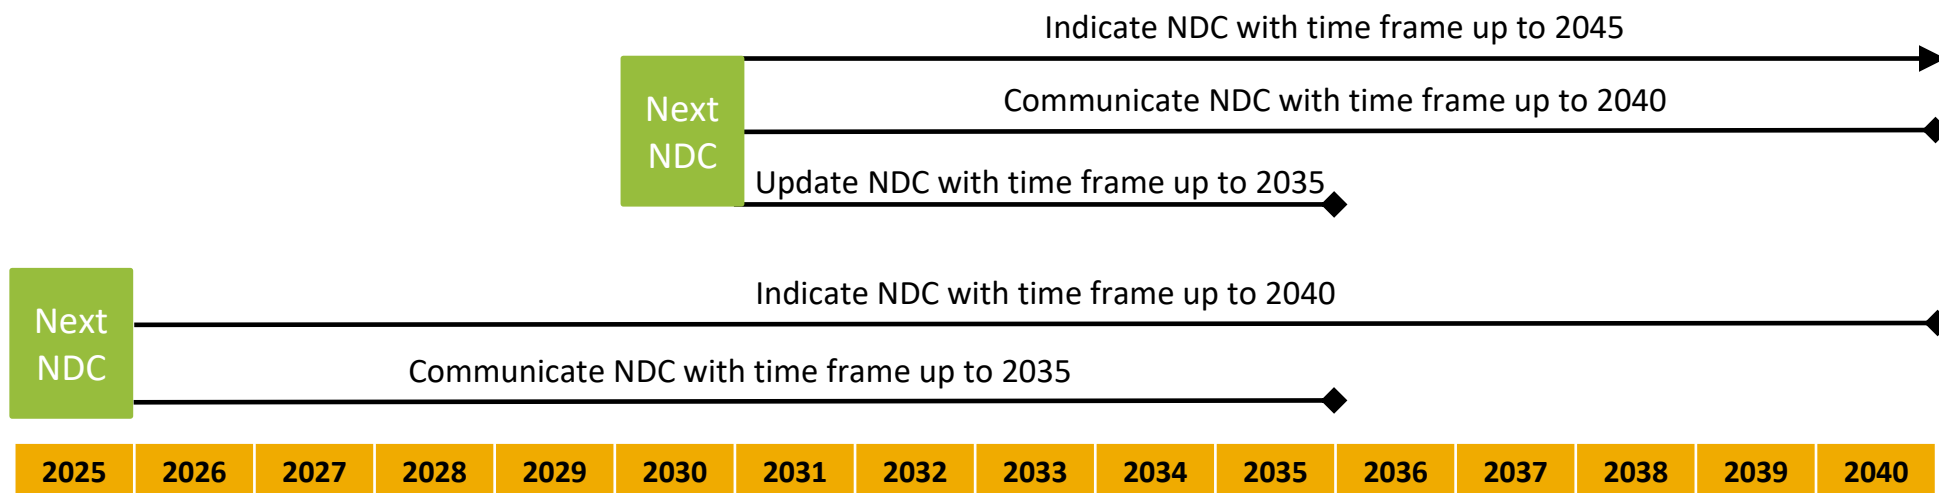 Indicate NDC with time frame up to 2045
Next
NDC
Communicate NDC with time frame up to 2040
Update NDC with time frame up to 2035
Next
NDC
Indicate NDC with time frame up to 2040
Communicate NDC with time frame up to 2035
2025 2026 2027 2028 2029 2030 2031 2032 2033 2034 2035 2036 2037 2038 2039 2040